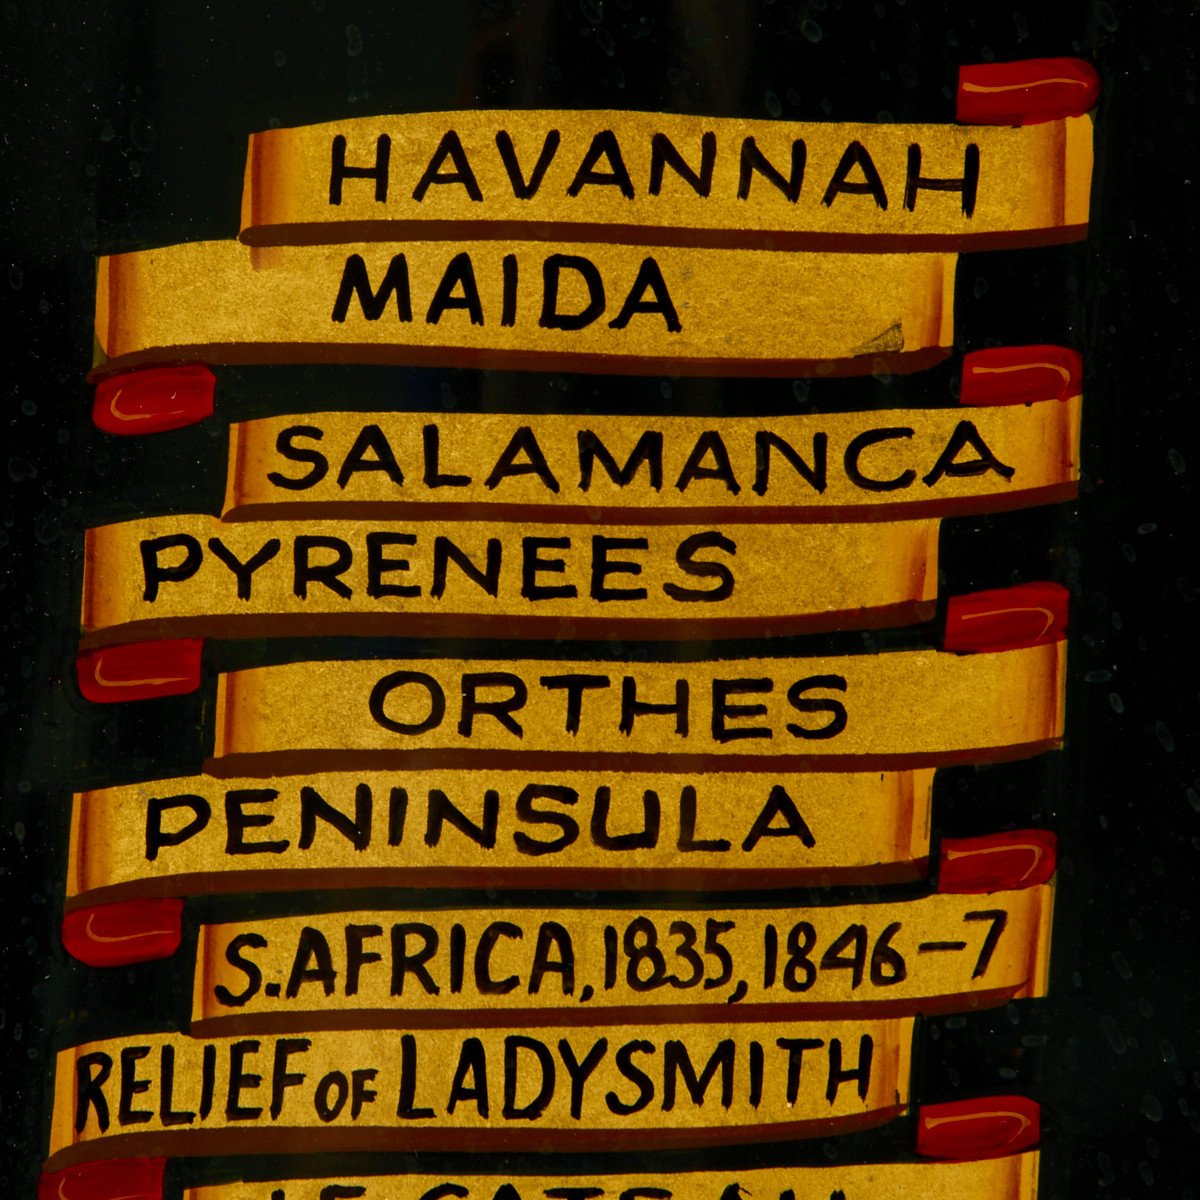 HAVANNAH
MAIDA
SALAMANCA
PYRENEES
ORTHES
PENINSULA
S.AFRICA, 1835, 1846-7
RELIEF OF LADYSMITH